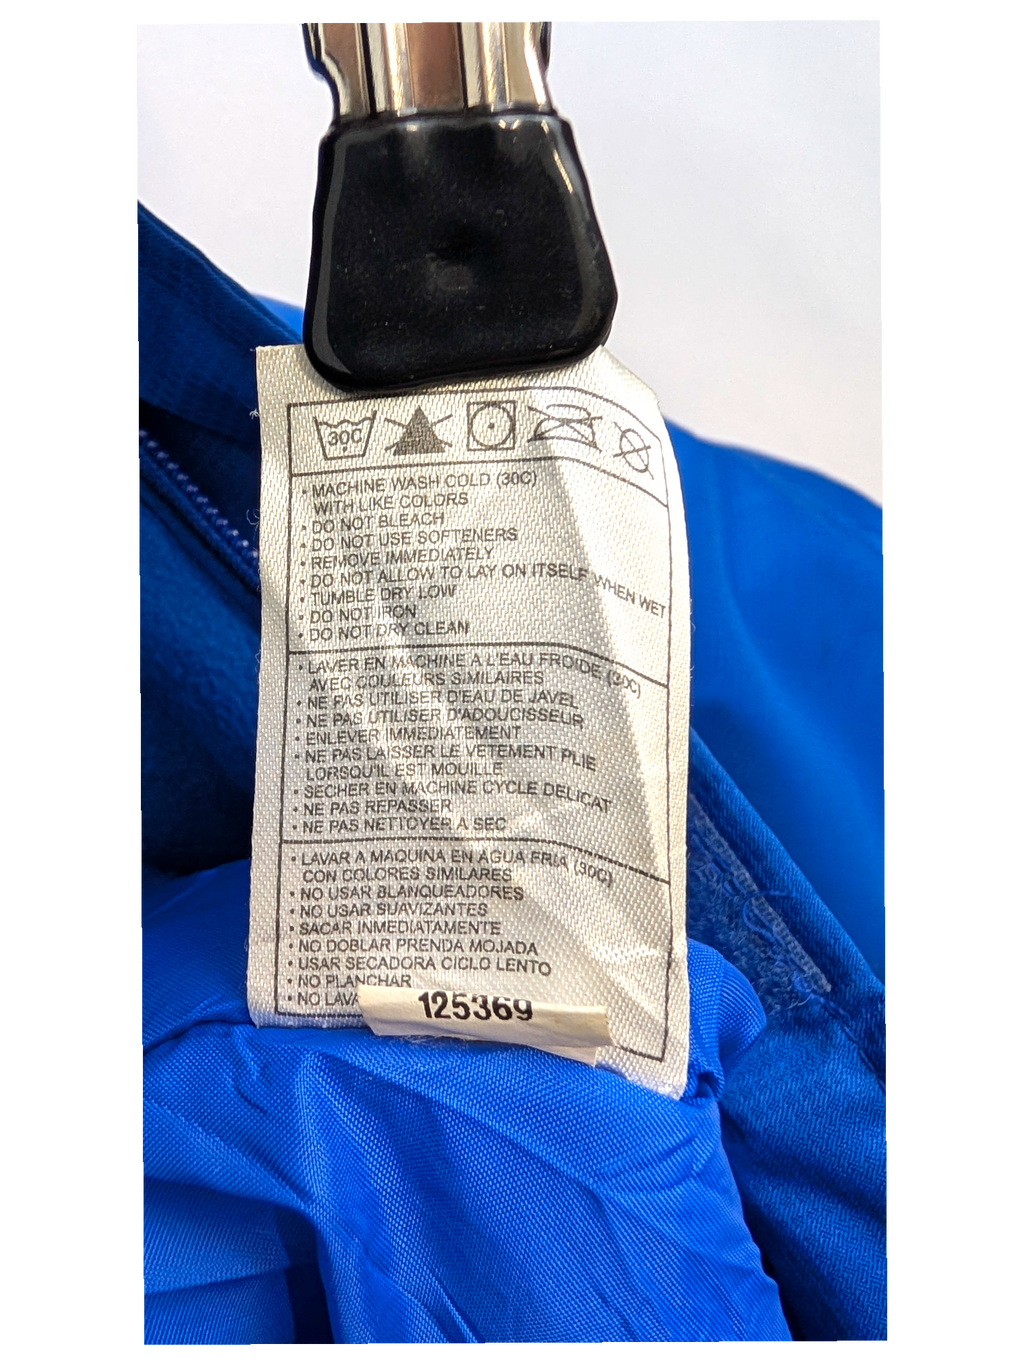 30C
• MACHINE WASH COLD (30C)
WITH LIKE COLORS
• DO NOT BLEACH
• DO NOT USE SOFTENERS
• REMOVE IMMEDIATELY
• DO NOT ALLOW TO LAY ON ITSELF WHEN WET
• TUMBLE DRY LOW
• DO NOT IRON
• DO NOT DRY CLEAN
• LAVER EN MACHINE A L'EAU FROIDE (30C)
AVEC COULEURS SIMILAIRES
• NE PAS UTILISER D'EAU DE JAVEL
• NE PAS UTILISER D'ADOUCISSEUR
• ENLEVER IMMEDIATEMENT
• NE PAS LAISSER LE VETEMENT PLIE
LORSQU'IL EST MOUILLE
• SECHER EN MACHINE CYCLE DELICAT
• NE PAS REPASSER
• NE PAS NETTOYER A SEC
• LAVAR A MAQUINA EN AGUA FRIA (30C)
CON COLORES SIMILARES
• NO USAR BLANQUEADORES
• NO USAR SUAVIZANTES
• SACAR INMEDIATAMENTE
• NO DOBLAR PRENDA MOJADA
• USAR SECADORA CICLO LENTO
• NO PLANCHAR
• NO LAVA
125369